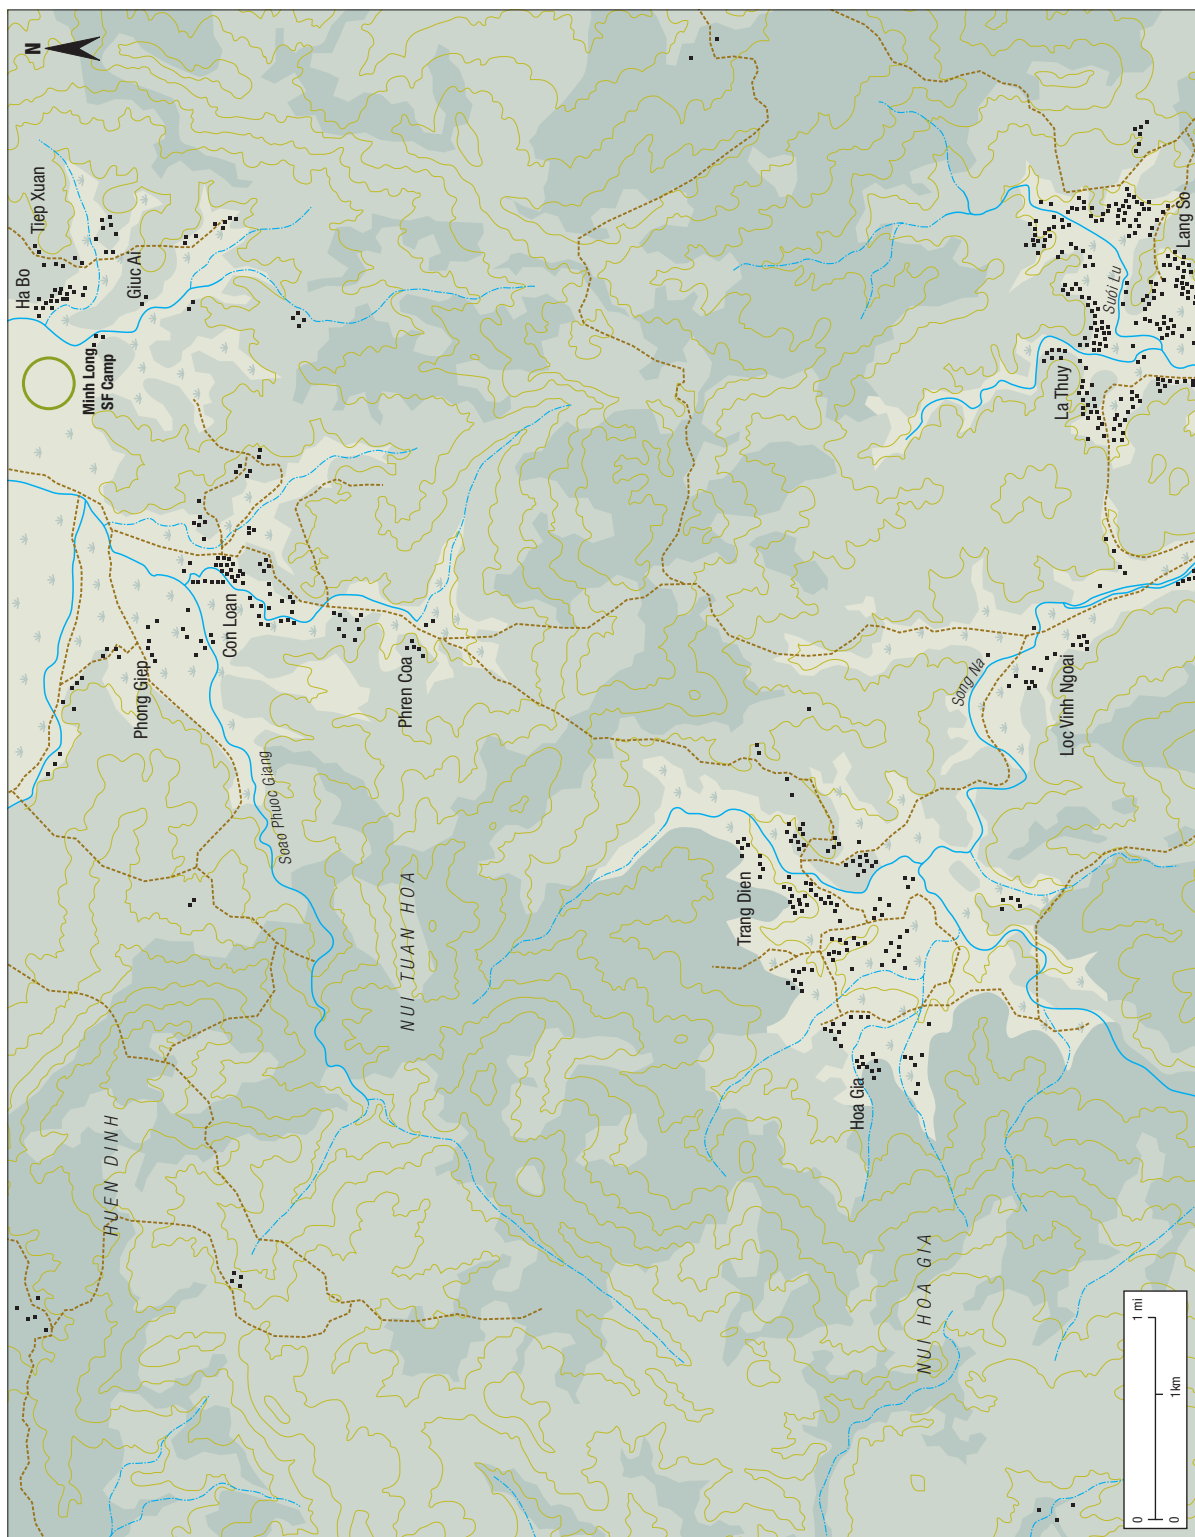 N
Tiep Xuan
Ha Bo
Giuc Ai
Minh Long
SF Camp
Con Loan
Phong Giep
Phren Coa
Soao Phuoc Giang
NUI TUAN HOA
HUEN DINH
Lang So
Suối Lu
La Thuy
Song Na
Loc Vinh Ngoai
Trang Dien
Hoa Gia
NUI HOA GIA
0 1 mi
0 1km